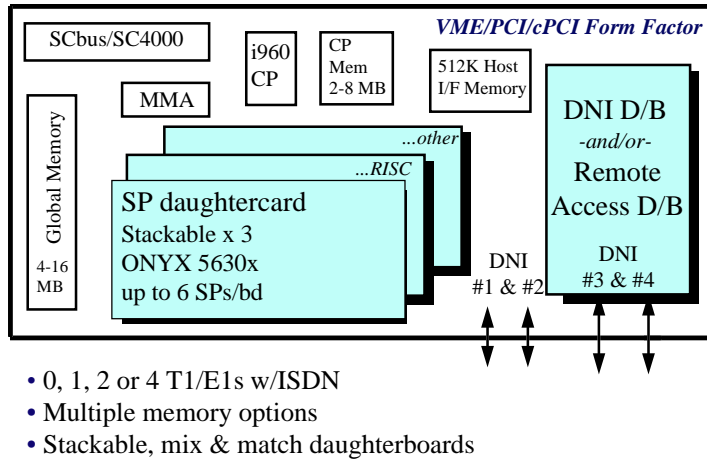 VME/PCI/cPCI Form Factor
SCbus/SC4000
i960
CP
CP
Mem
2-8 MB
512K Host
I/F Memory
MMA
Global Memory
4-16
MB
...other
...RISC
SP daughtercard
Stackable x 3
ONYX 5630x
up to 6 SPs/bd
DNI D/B
-and/or-
Remote
Access D/B
DNI
#3 & #4
DNI
#1 & #2
• 0, 1, 2 or 4 T1/E1s w/ISDN
• Multiple memory options
• Stackable, mix & match daughterboards